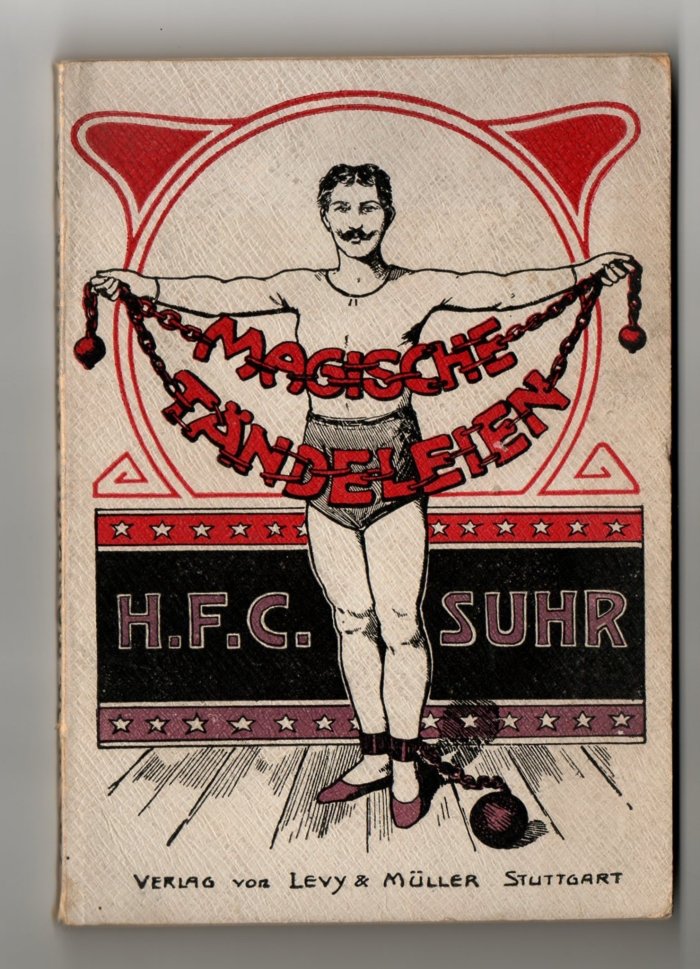 MAGISCHE
TÄNDELEIEN
H.F.C. SUHR
VERLAG VON LEVY & MÜLLER STUTTGART